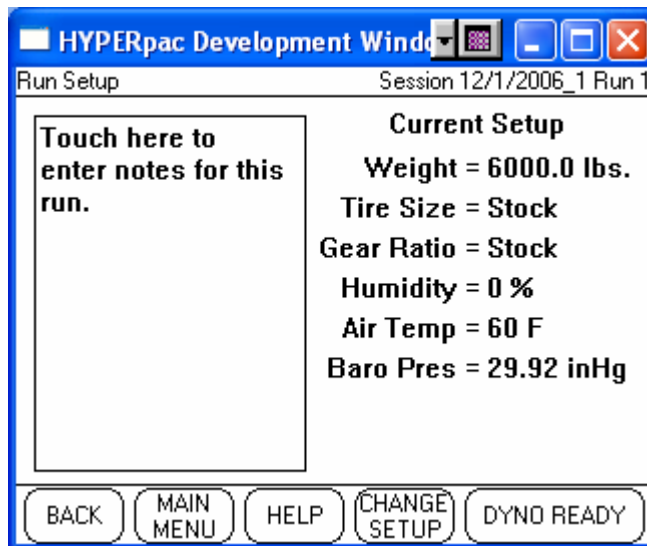 HYPERpac Development Windo
Run Setup
Session 12/1/2006_1 Run 1
Touch here to
enter notes for this
run.
Current Setup
Weight = 6000.0 lbs.
Tire Size = Stock
Gear Ratio = Stock
Humidity = 0 %
Air Temp = 60 F
Baro Pres = 29.92 inHg
BACK
MAIN
MENU
HELP
CHANGE
SETUP
DYNO READY